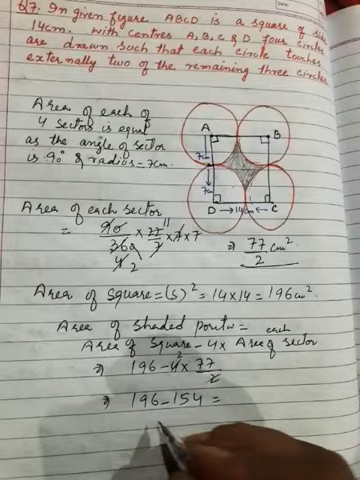 Q7. In given figure ABCD is a square of side
14cm. with centres A, B, C & D four circles
are drawn such that each circle touches
externally two of the remaining three circles
Area of each of
4 sectors is equal
as the angle of sector
is 90° & radius = 7cm.
A B
7cm
7cm
D → 14cm ← C
Area of each sector
= 90/360 × 22/7 × 7 × 7
11
4 2
⇒ 77/2 cm²
Area of square = (s)² = 14 × 14 = 196 cm².
Area of shaded portion = each
Area of square - 4 × Area of sector
⇒ 196 - 4 × 77/2
2
⇒ 196 - 154 =